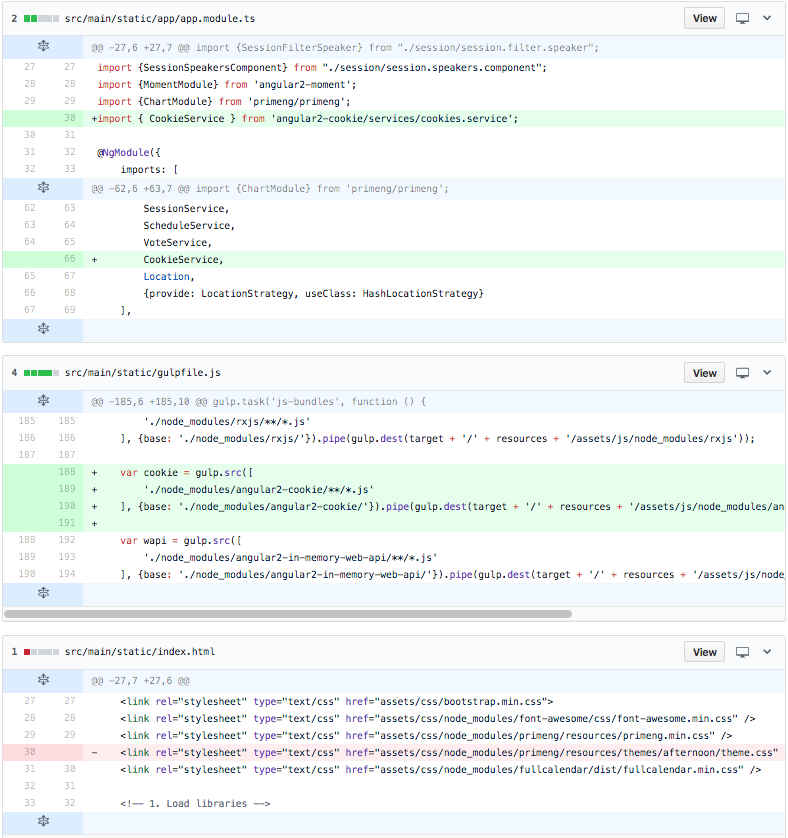 2 src/main/static/app/app.module.ts View
@@ -27,6 +27,7 @@ import {SessionFilterSpeaker} from "./session/session.filter.speaker";
27 27 import {SessionSpeakersComponent} from "./session/session.speakers.component";
28 28 import {MomentModule} from 'angular2-moment';
29 29 import {ChartModule} from 'primeng/primeng';
30 +import { CookieService } from 'angular2-cookie/services/cookies.service';
30 31
31 32 @NgModule({
32 33 imports: [
@@ -62,6 +63,7 @@ import {ChartModule} from 'primeng/primeng';
62 63 SessionService,
63 64 ScheduleService,
64 65 VoteService,
66 + CookieService,
65 67 Location,
66 68 {provide: LocationStrategy, useClass: HashLocationStrategy}
67 69 ],
4 src/main/static/gulpfile.js View
@@ -185,6 +185,10 @@ gulp.task('js-bundles', function () {
185 185 './node_modules/rxjs/**/*.js'
186 186 ], {base: './node_modules/rxjs/'}).pipe(gulp.dest(target + '/' + resources + '/assets/js/node_modules/rxjs'));
187 187
188 + var cookie = gulp.src([
189 + './node_modules/angular2-cookie/**/*.js'
190 + ], {base: './node_modules/angular2-cookie/'}).pipe(gulp.dest(target + '/' + resources + '/assets/js/node_modules/an
191 +
188 192 var wapi = gulp.src([
189 193 './node_modules/angular2-in-memory-web-api/**/*.js'
190 194 ], {base: './node_modules/angular2-in-memory-web-api/'}).pipe(gulp.dest(target + '/' + resources + '/assets/js/node_
1 src/main/static/index.html View
@@ -27,7 +27,6 @@
27 27 <link rel="stylesheet" type="text/css" href="assets/css/bootstrap.min.css">
28 28 <link rel="stylesheet" type="text/css" href="assets/css/node_modules/font-awesome/css/font-awesome.min.css" />
29 29 <link rel="stylesheet" type="text/css" href="assets/css/node_modules/primeng/resources/primeng.min.css" />
30 - <link rel="stylesheet" type="text/css" href="assets/css/node_modules/primeng/resources/themes/afternoon/theme.css"
31 30 <link rel="stylesheet" type="text/css" href="assets/css/node_modules/fullcalendar/dist/fullcalendar.min.css" />
32 31
33 32 <!-- 1. Load libraries -->